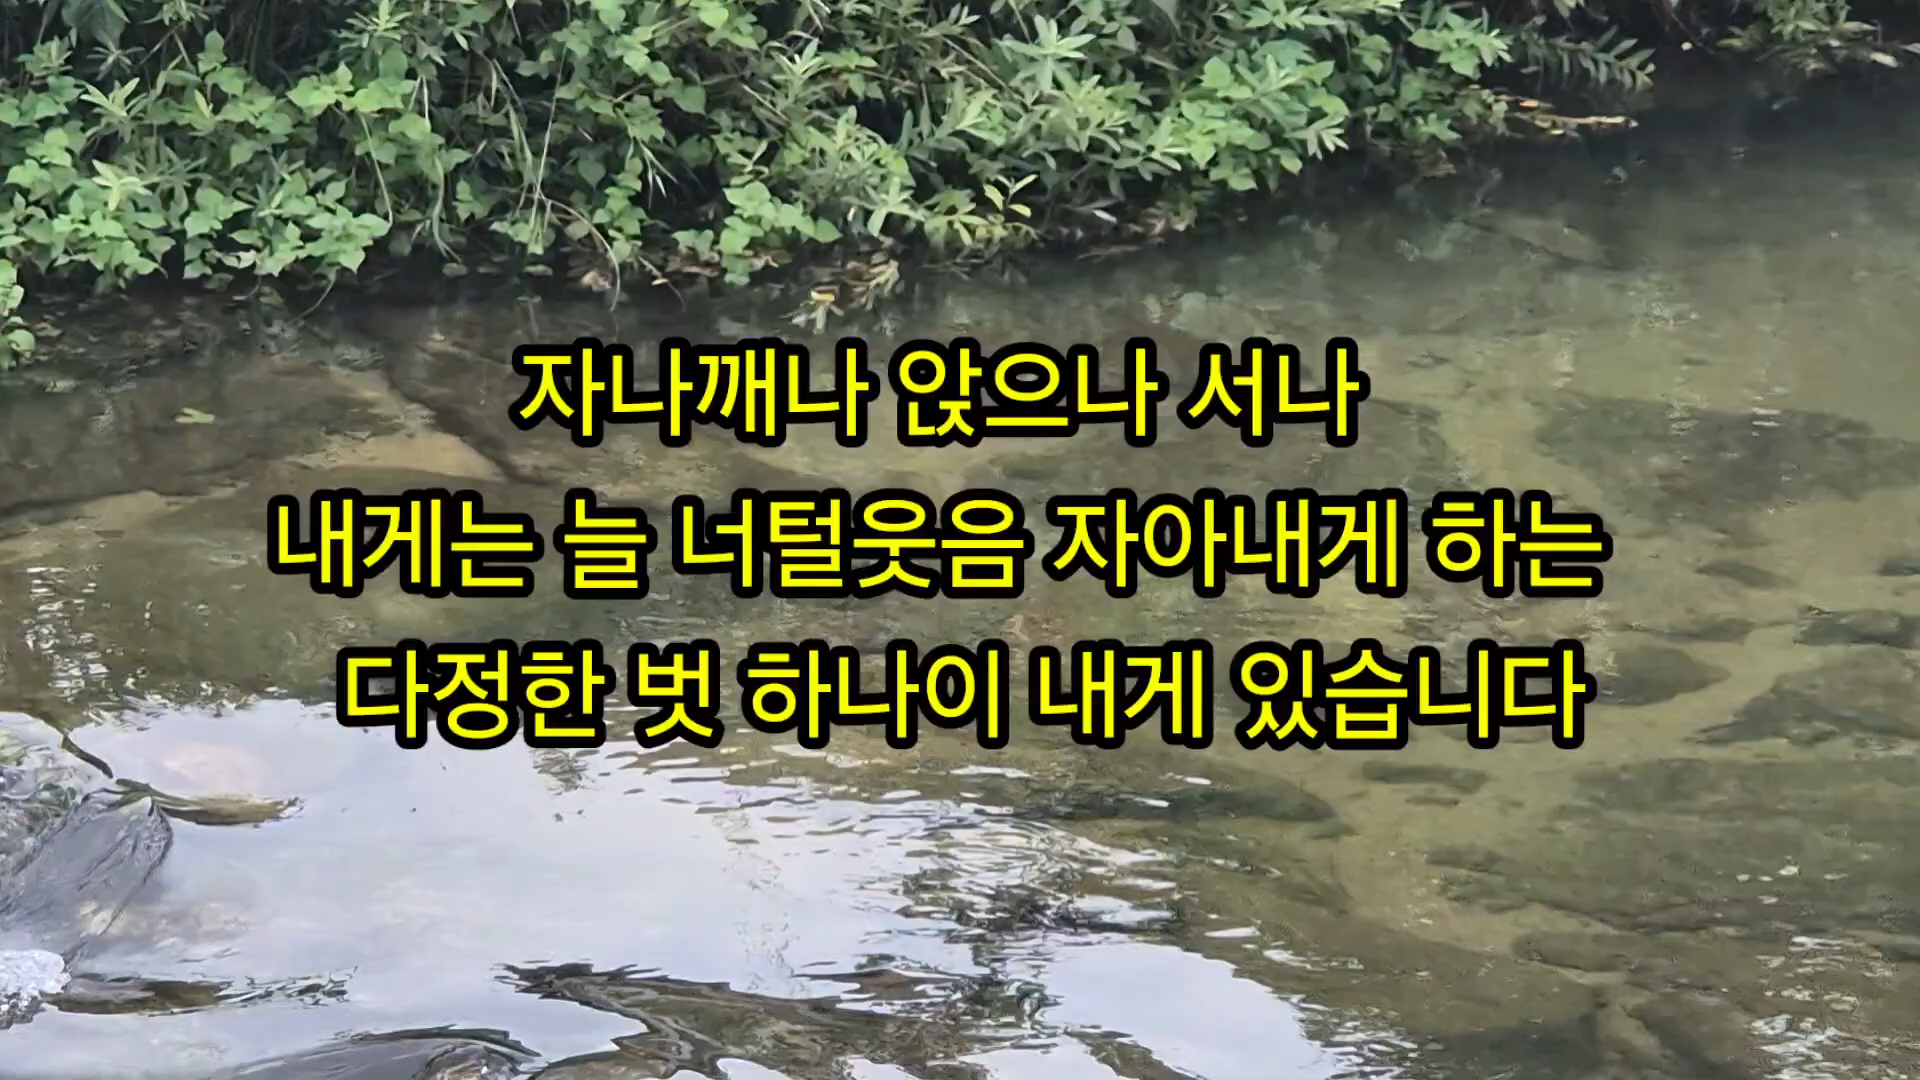 자나깨나 앉으나 서나
내게는 늘 너털웃음 자아내게 하는
다정한 벗 하나이 내게 있습니다